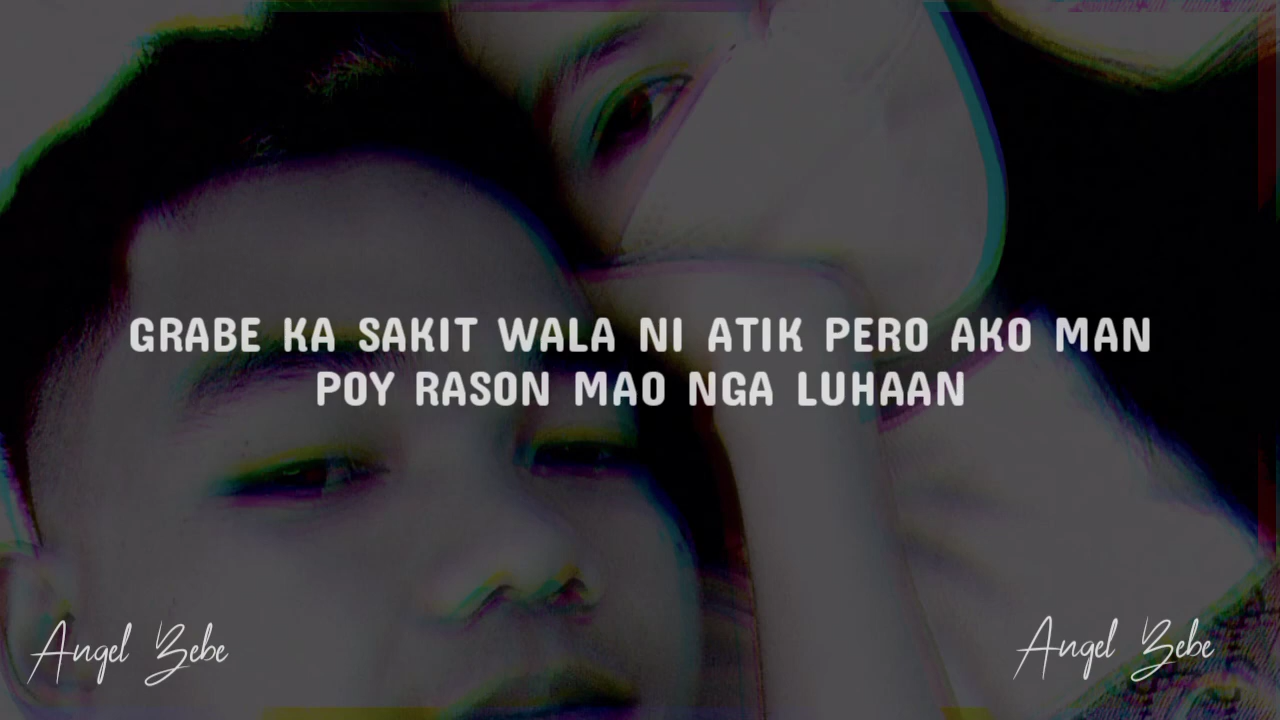 GRABE KA SAKIT WALA NI ATIK PERO AKO MAN
POY RASON MAO NGA LUHAAN
Angel Bebe
Angel Bebe